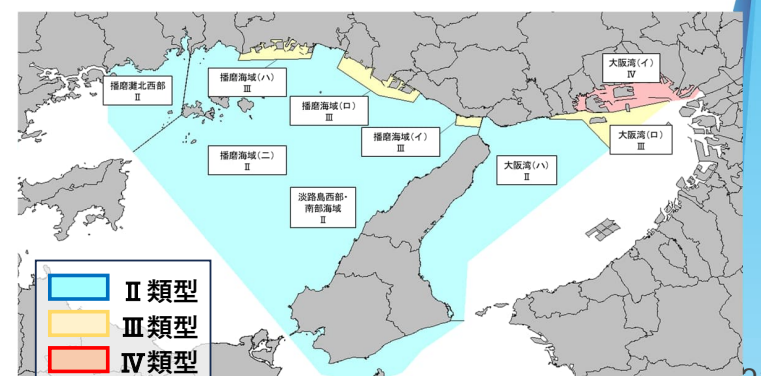 大阪湾(イ)
Ⅳ
播磨灘北西部
Ⅱ
播磨海域(ハ)
Ⅲ
播磨海域(ロ)
Ⅲ
播磨海域(イ)
Ⅲ
大阪湾(ロ)
Ⅲ
播磨海域(ニ)
Ⅱ
大阪湾(ハ)
Ⅱ
淡路島西部・
南部海域
Ⅱ
Ⅱ類型
Ⅲ類型
Ⅳ類型